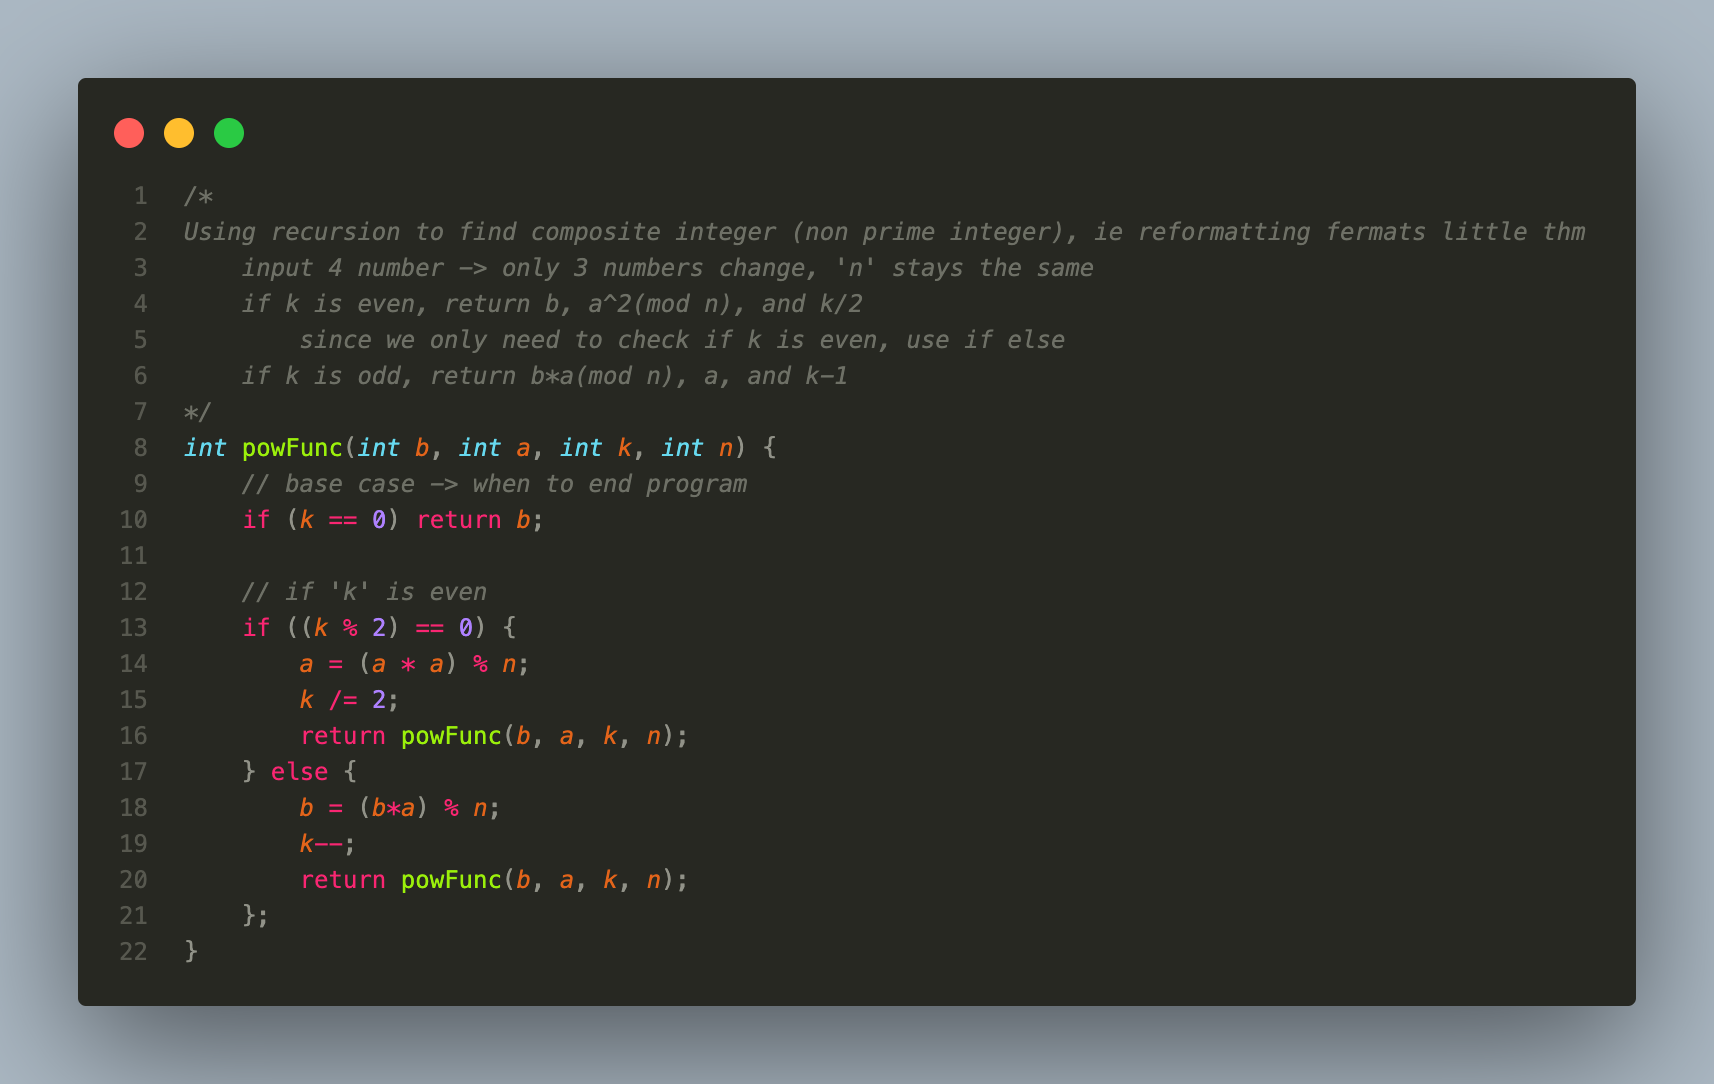 1 /*
2 Using recursion to find composite integer (non prime integer), ie reformatting fermats little thm
3     input 4 number -> only 3 numbers change, 'n' stays the same
4     if k is even, return b, a^2(mod n), and k/2
5         since we only need to check if k is even, use if else
6     if k is odd, return b*a(mod n), a, and k-1
7 */
8 int powFunc(int b, int a, int k, int n) {
9     // base case -> when to end program
10     if (k == 0) return b;
11
12     // if 'k' is even
13     if ((k % 2) == 0) {
14         a = (a * a) % n;
15         k /= 2;
16         return powFunc(b, a, k, n);
17     } else {
18         b = (b*a) % n;
19         k--;
20         return powFunc(b, a, k, n);
21     };
22 }